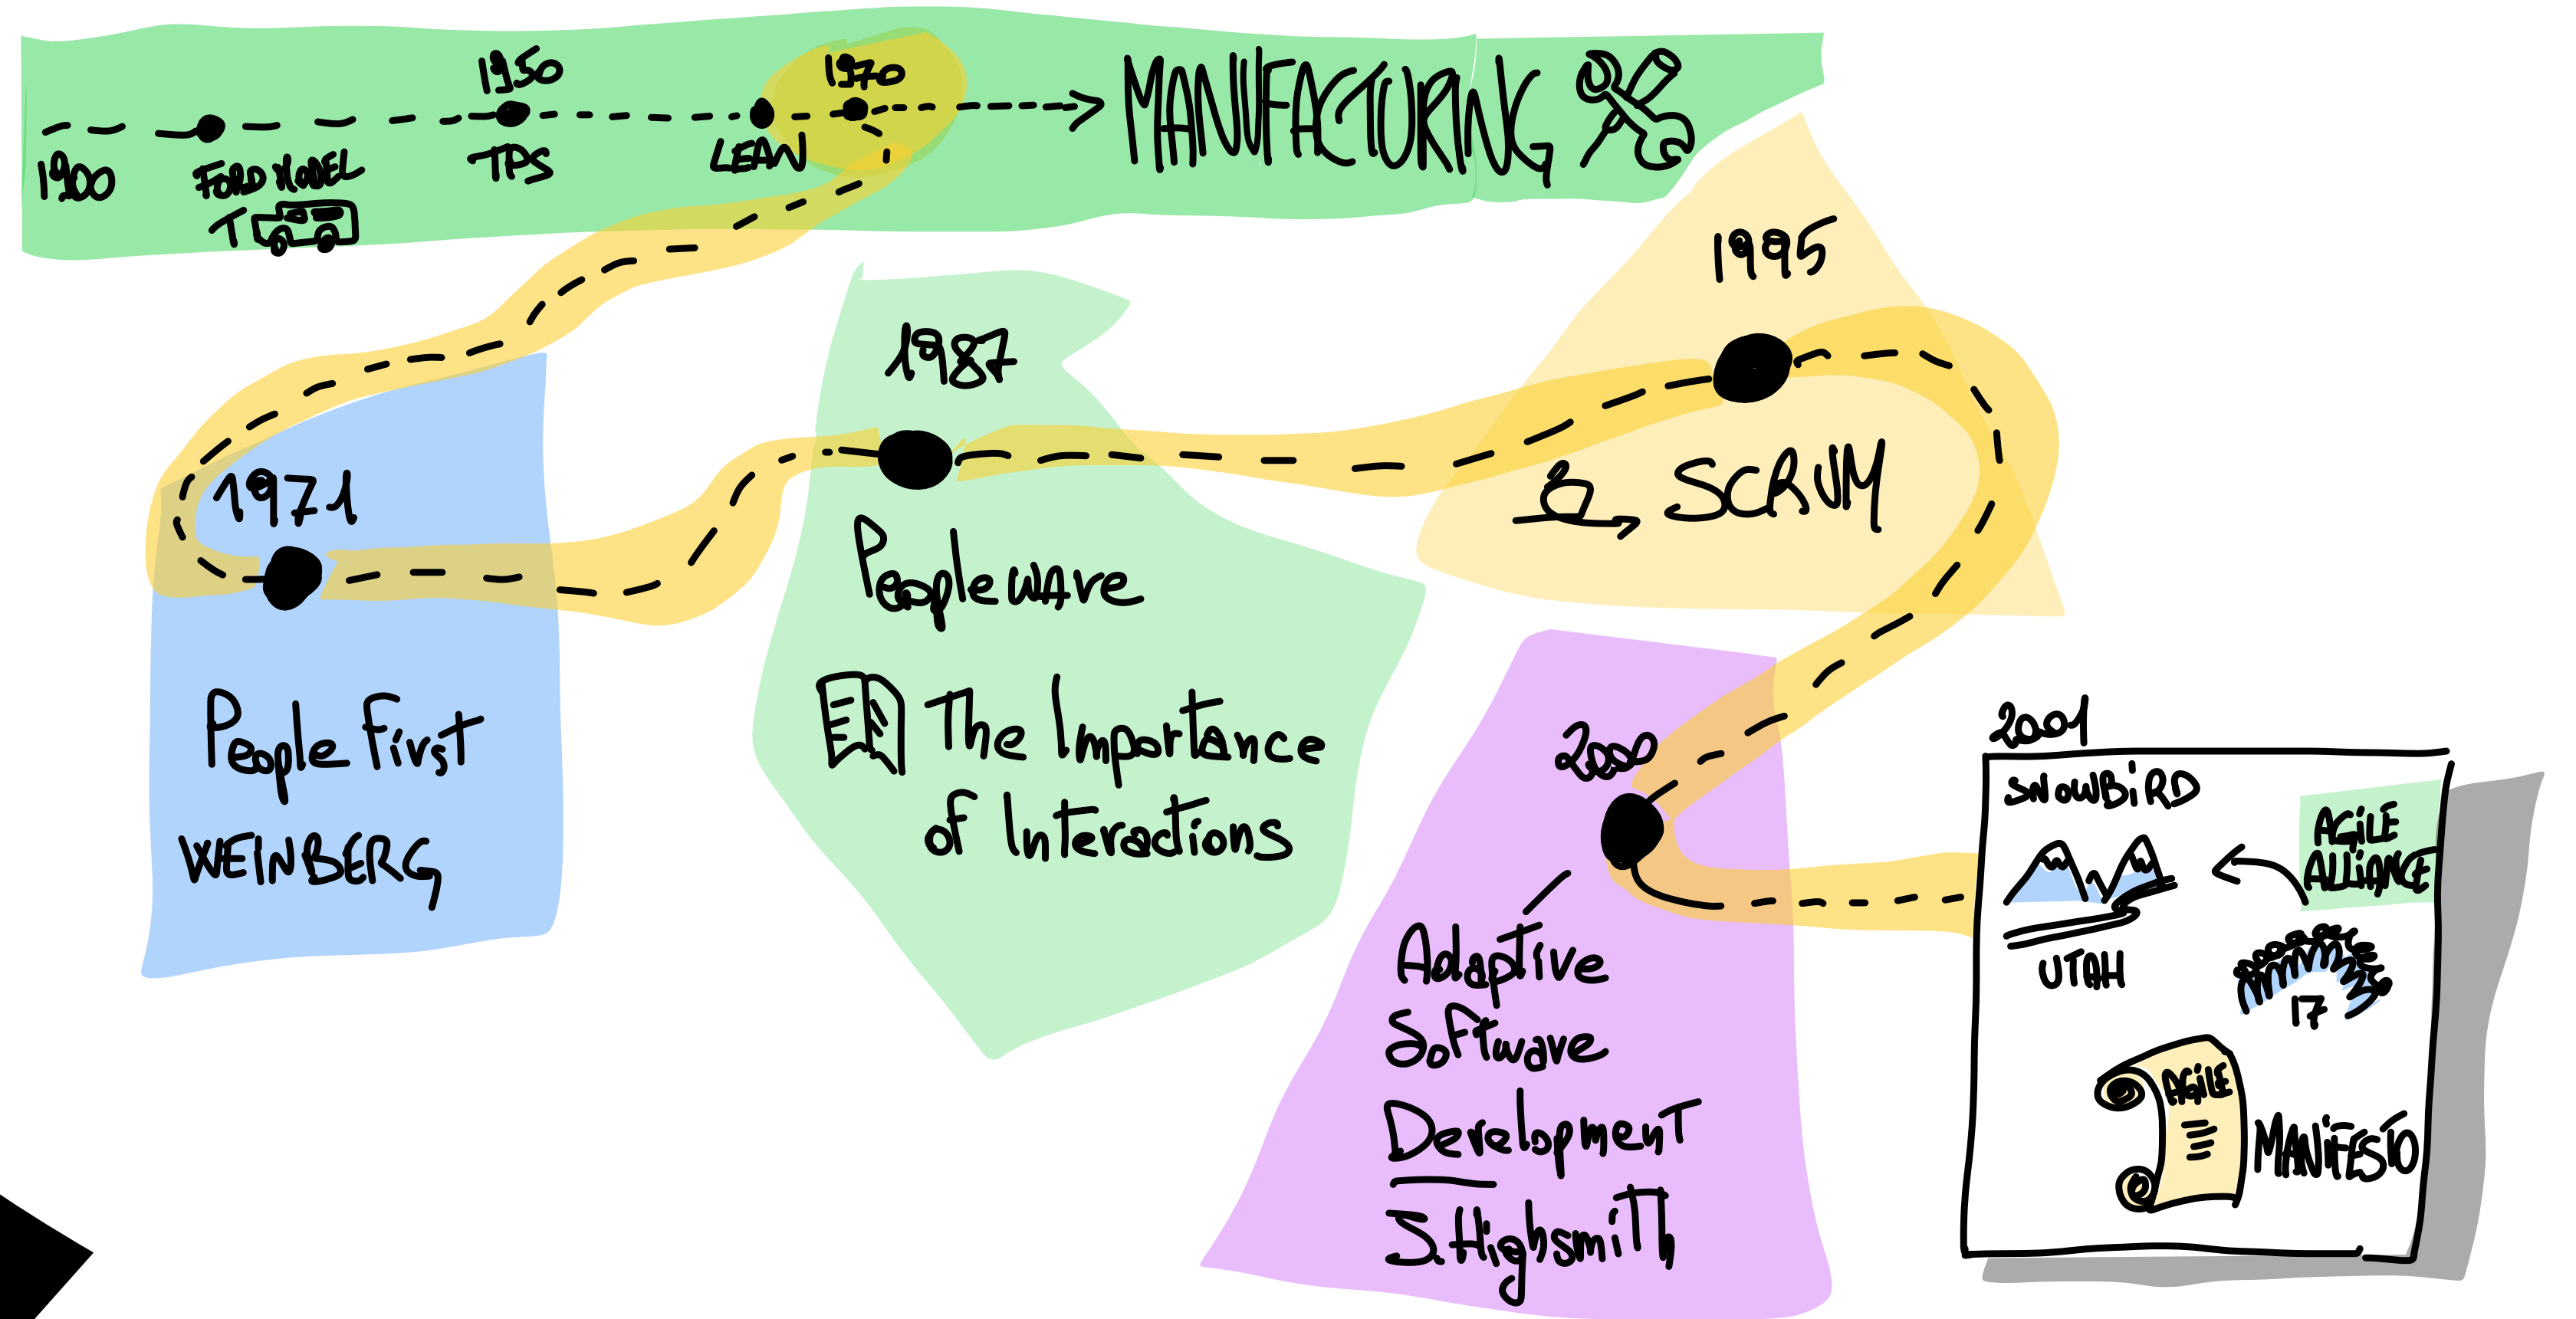 1900
FORD MODEL
T
1950
TPS
LEAN
1970
MANUFACTURING
1971
People First
WEINBERG
1987
Peopleware
The Importance
of Interactions
1995
SCRUM
2000
Adaptive
Software
Development
S. Highsmith
2001
SNOWBIRD
UTAH
AGILE
ALLIANCE
17
AGILE
MANIFESTO